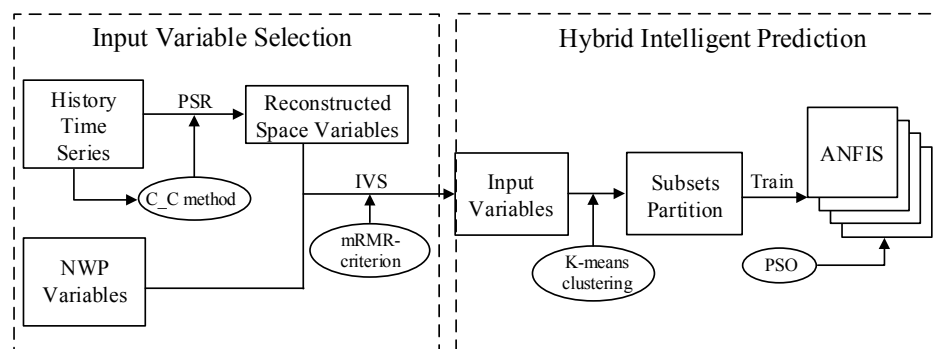 Input Variable Selection
Hybrid Intelligent Prediction
History
Time
Series
PSR
Reconstructed
Space Variables
C_C method
IVS
mRMR-
criterion
NWP
Variables
Input
Variables
K-means
clustering
Subsets
Partition
Train
ANFIS
PSO